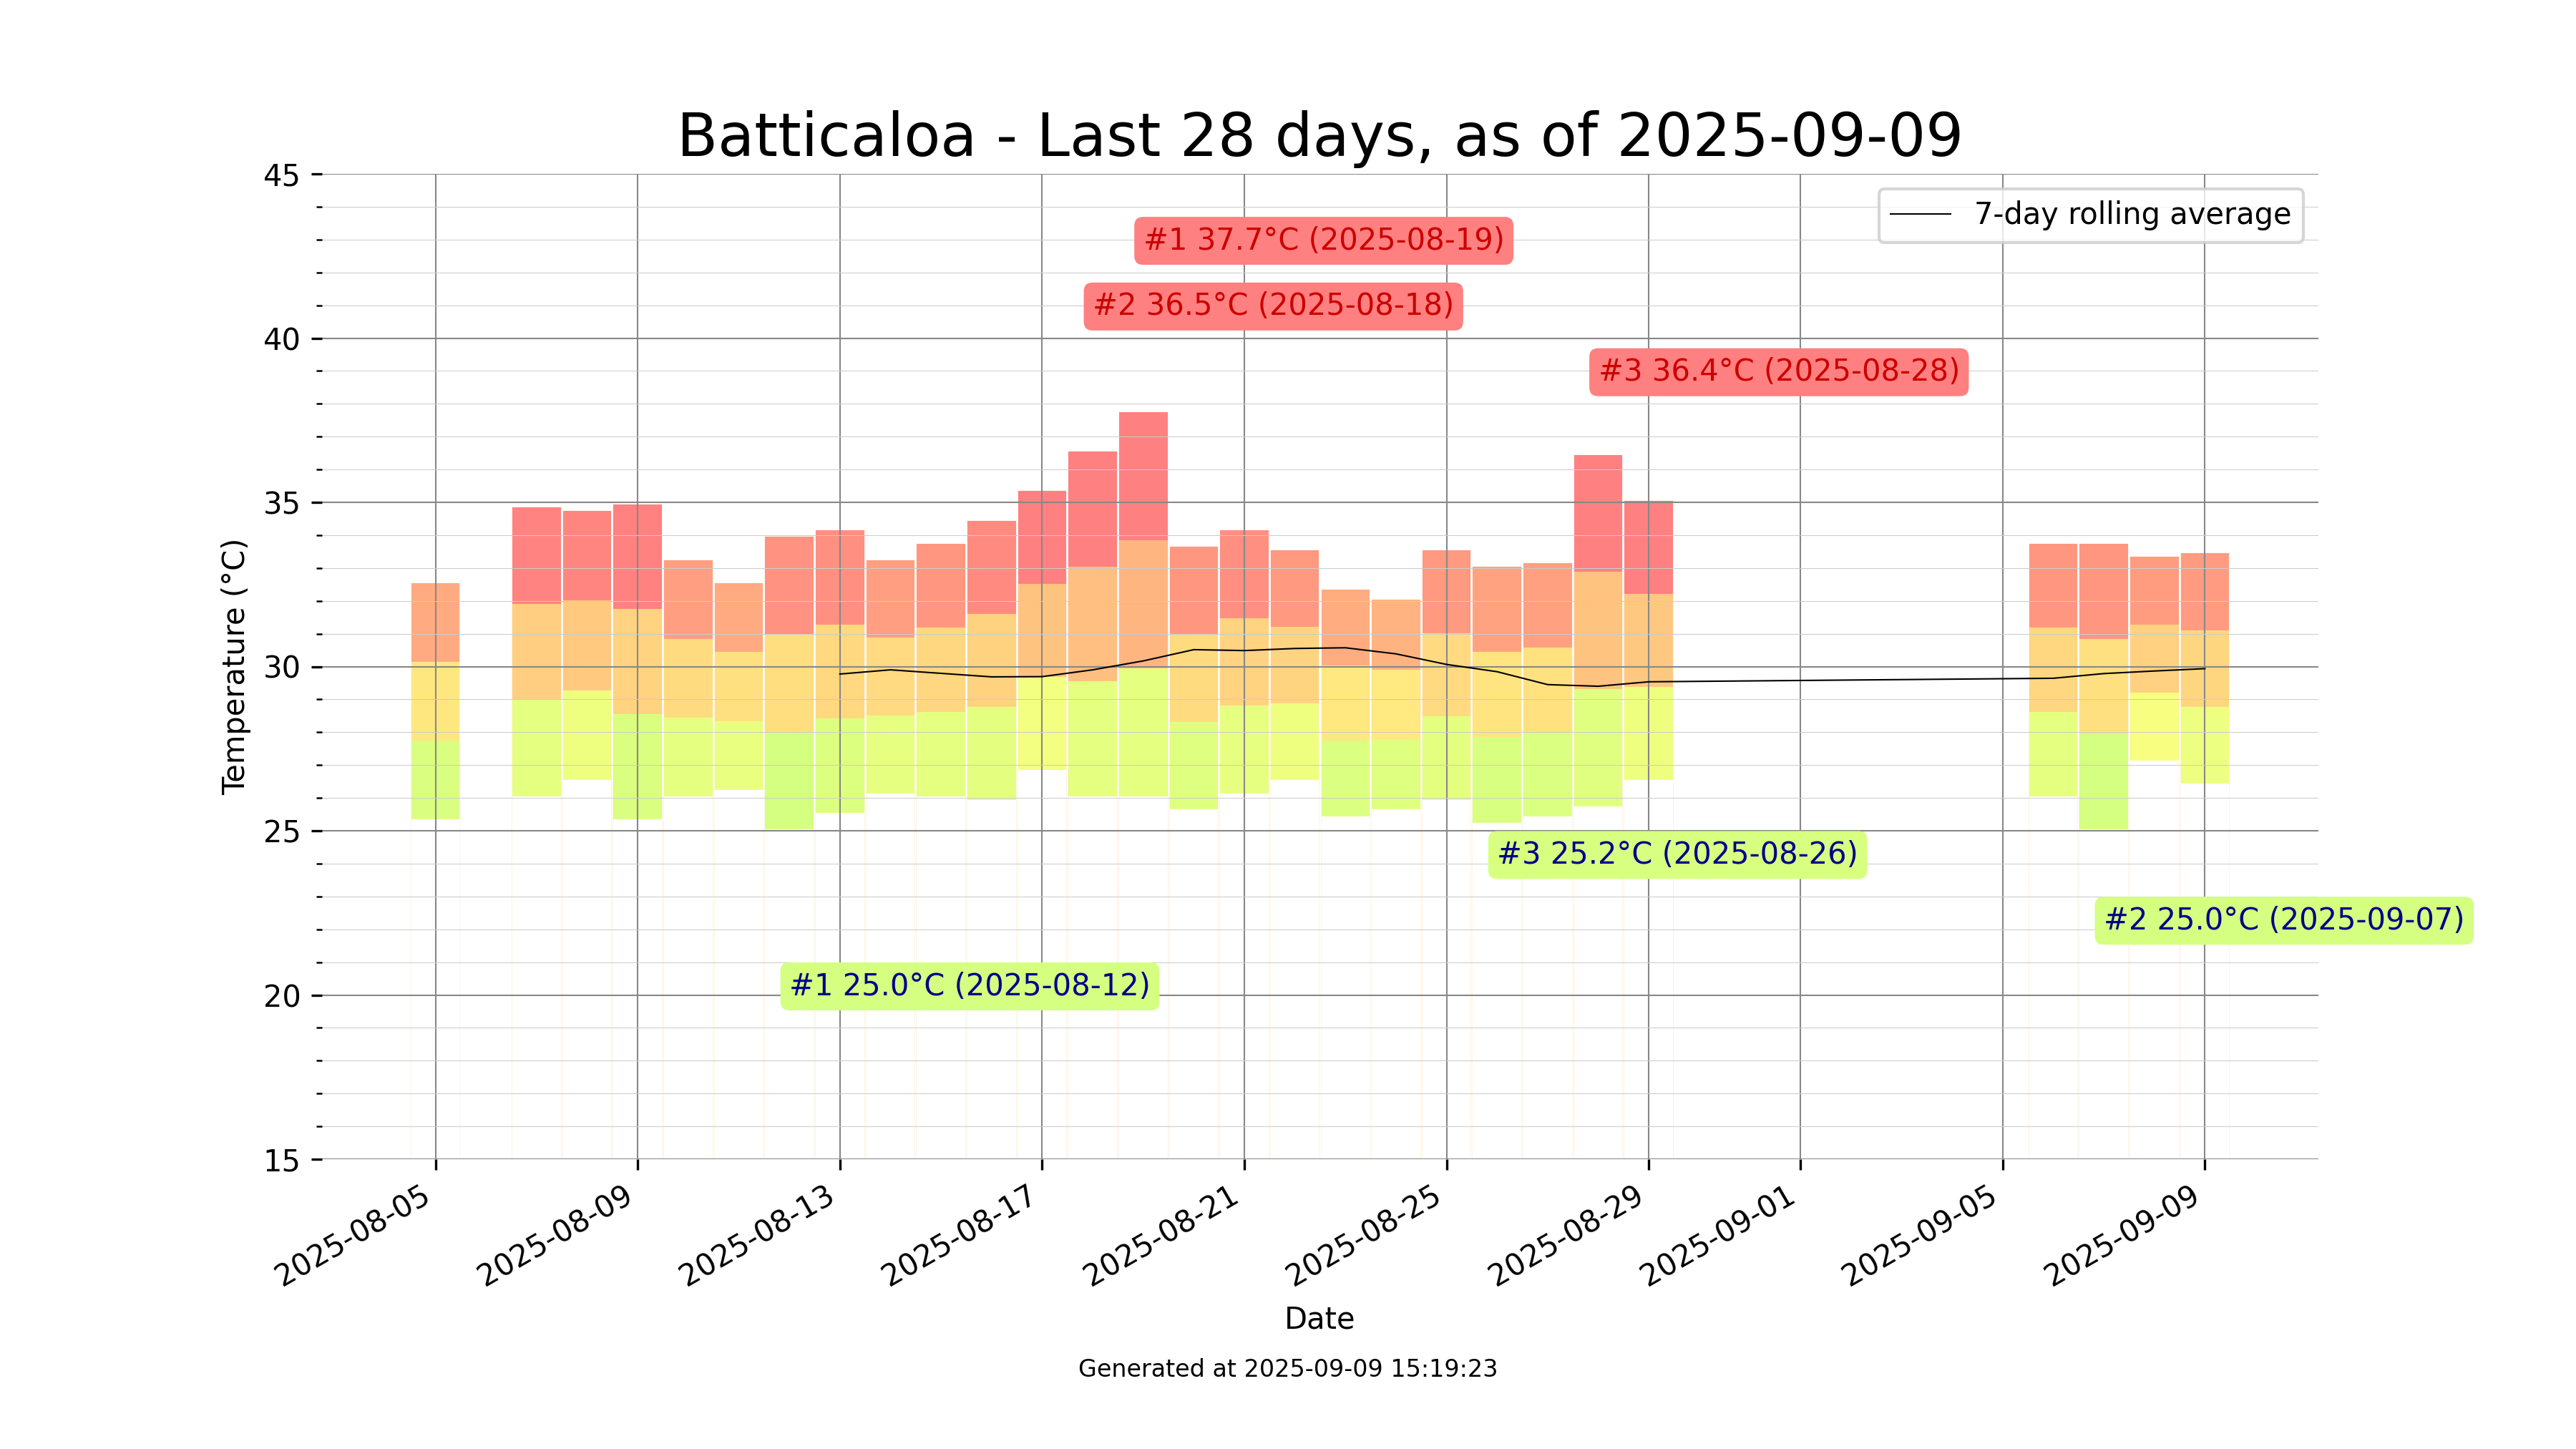 Batticaloa - Last 28 days, as of 2025-09-09
45
7-day rolling average
#1 37.7°C (2025-08-19)
#2 36.5°C (2025-08-18)
40
#3 36.4°C (2025-08-28)
35
Temperature (°C)
30
25
#3 25.2°C (2025-08-26)
#2 25.0°C (2025-09-07)
#1 25.0°C (2025-08-12)
20
15
2025-08-05
2025-08-09
2025-08-13
2025-08-17
2025-08-21
2025-08-25
2025-08-29
2025-09-01
2025-09-05
2025-09-09
Date
Generated at 2025-09-09 15:19:23